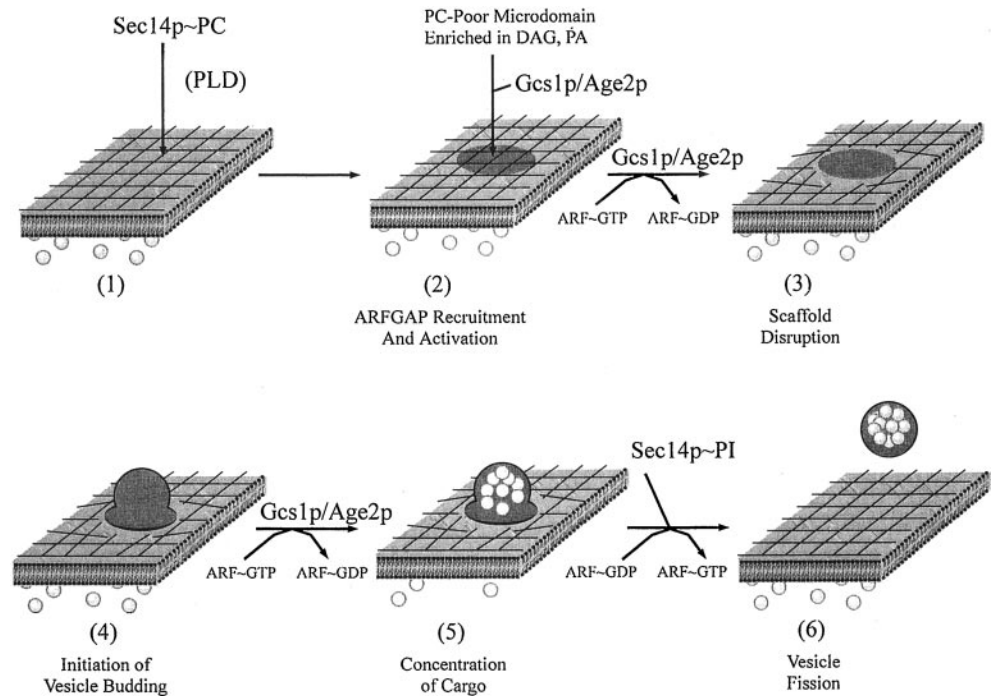 Sec14p~PC
(PLD)
PC-Poor Microdomain
Enriched in DAG, PA
Gcs1p/Age2p
Gcs1p/Age2p
ARF~GTP
ARF~GDP
(1)
(2)
(3)
ARFGAP Recruitment
And Activation
Scaffold
Disruption
Sec14p~PI
Gcs1p/Age2p
ARF~GTP
ARF~GDP
ARF~GDP
ARF~GTP
(4)
(5)
(6)
Initiation of
Vesicle Budding
Concentration
of Cargo
Vesicle
Fission